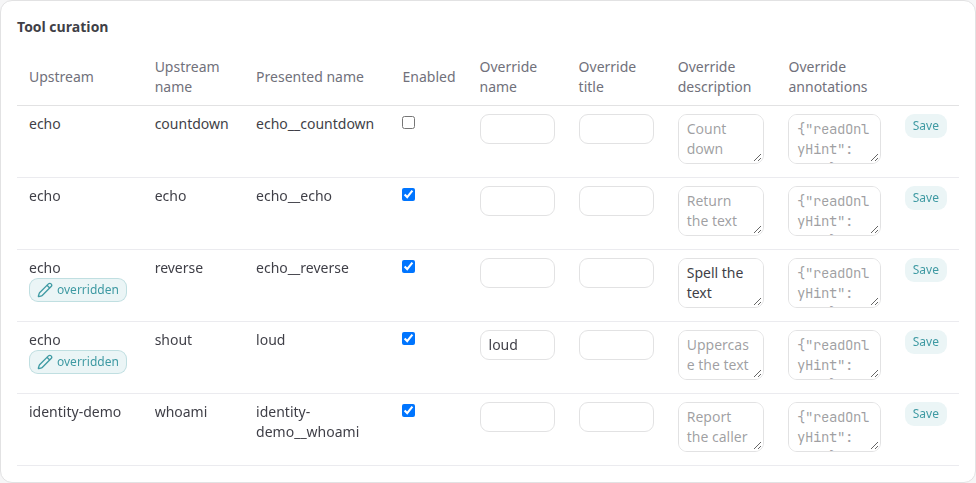 Tool curation
Upstream
Upstream name
Presented name
Enabled
Override name
Override title
Override description
Override annotations
echo
countdown
echo__countdown
Count
down
{"readOnl
yHint":
Save
echo
echo
echo__echo
Return
the text
{"readOnl
yHint":
Save
echo
overridden
reverse
echo__reverse
Spell the
text
{"readOnl
yHint":
Save
echo
overridden
shout
loud
loud
Uppercas
e the text
{"readOnl
yHint":
Save
identity-demo
whoami
identity-
demo__whoami
Report
the caller
{"readOnl
yHint":
Save